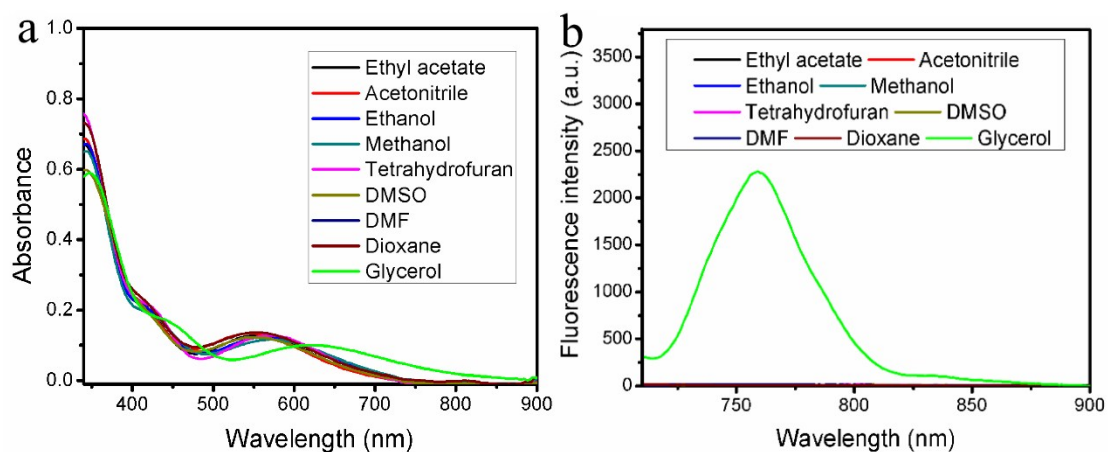 a
1.0
0.8
0.6
0.4
0.2
0.0
Absorbance
Ethyl acetate
Acetonitrile
Ethanol
Methanol
Tetrahydrofuran
DMSO
DMF
Dioxane
Glycerol
400 500 600 700 800 900
Wavelength (nm)
b
3500
3000
2500
2000
1500
1000
500
0
Fluorescence intensity (a.u.)
Ethyl acetate Acetonitrile
Ethanol Methanol
Tetrahydrofuran DMSO
DMF Dioxane Glycerol
750 800 850 900
Wavelength (nm)